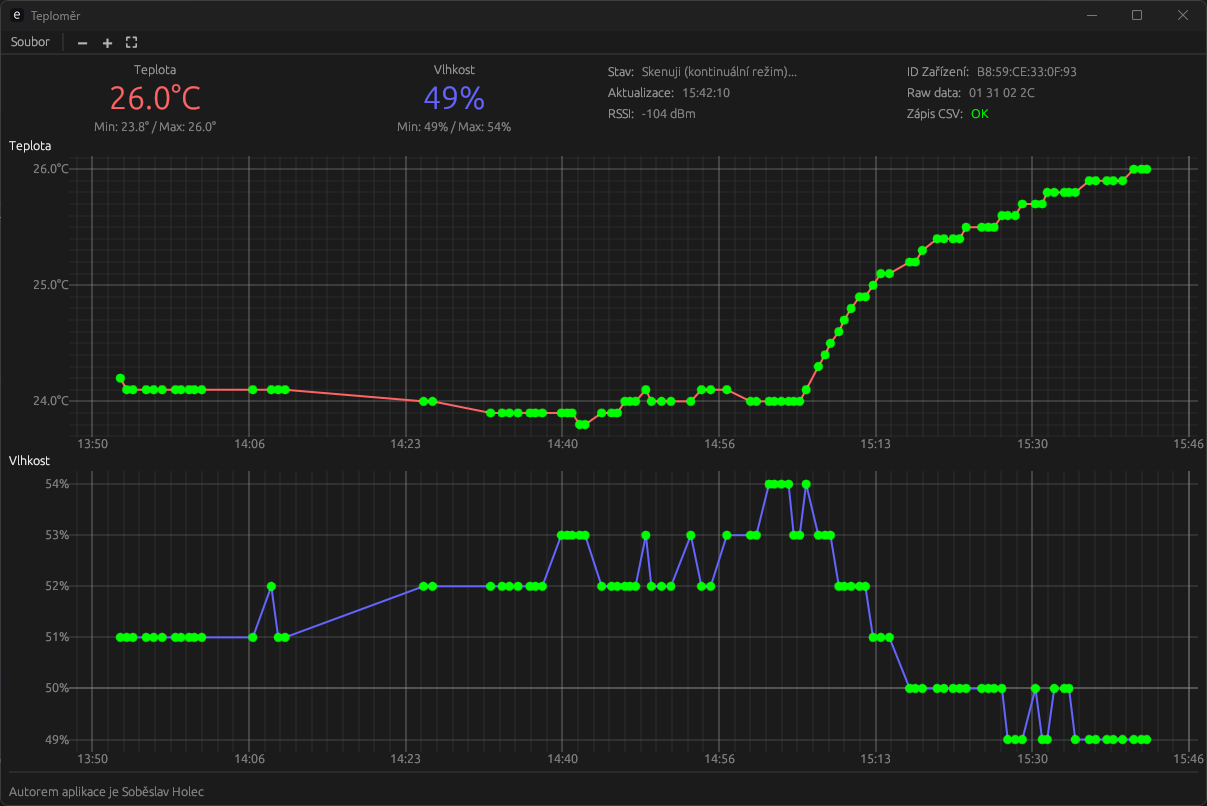 e Teploměr
Soubor
Teplota
26.0°C
Min: 23.8° / Max: 26.0°
Vlhkost
49%
Min: 49% / Max: 54%
Stav: Skenuji (kontinuální režim)...
Aktualizace: 15:42:10
RSSI: -104 dBm
ID Zařízení: B8:59:CE:33:0F:93
Raw data: 01 31 02 2C
Zápis CSV: OK
Teplota
26.0°C
25.0°C
24.0°C
13:50 14:06 14:23 14:40 14:56 15:13 15:30 15:46
Vlhkost
54%
53%
52%
51%
50%
49%
13:50 14:06 14:23 14:40 14:56 15:13 15:30 15:46
Autorem aplikace je Soběslav Holec